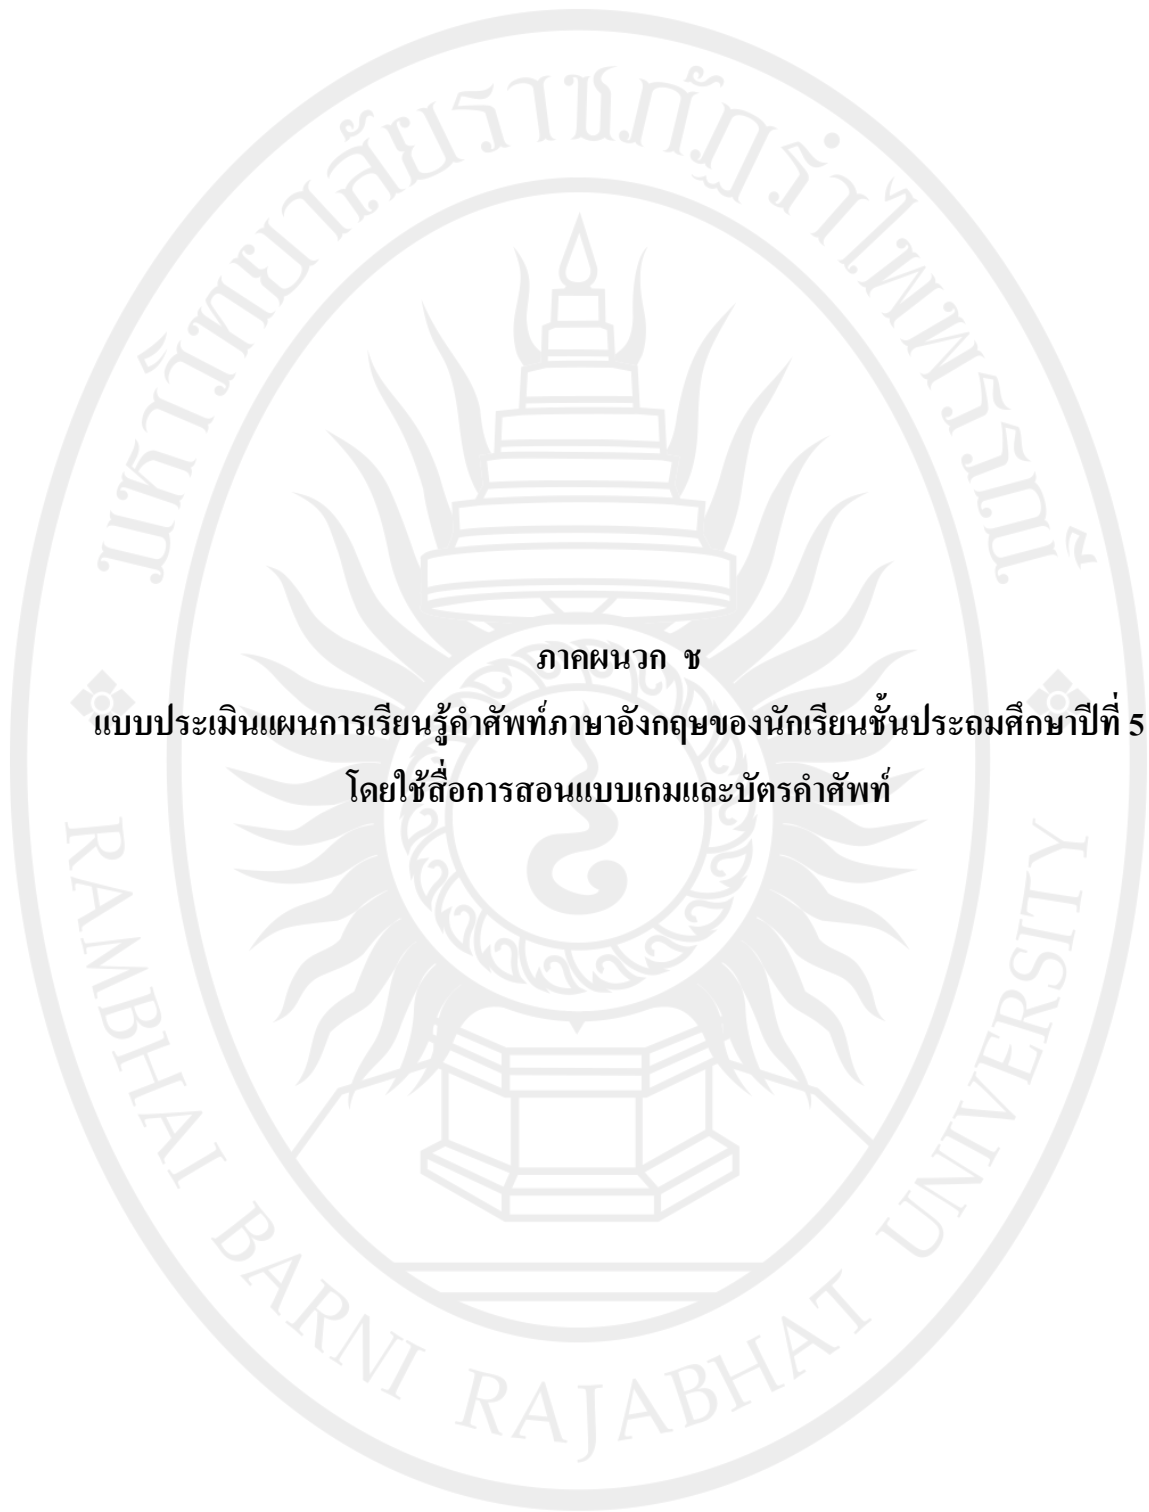 มหาวิทยาลัยราชภัฏรำไพพรรณี
ภาคผนวก ช
แบบประเมินแผนการเรียนรู้คำศัพท์ภาษาอังกฤษของนักเรียนชั้นประถมศึกษาปีที่ 5
โดยใช้สื่อการสอนแบบเกมและบัตรคำศัพท์
RAMBHAI BARNI RAJABHAT UNIVERSITY